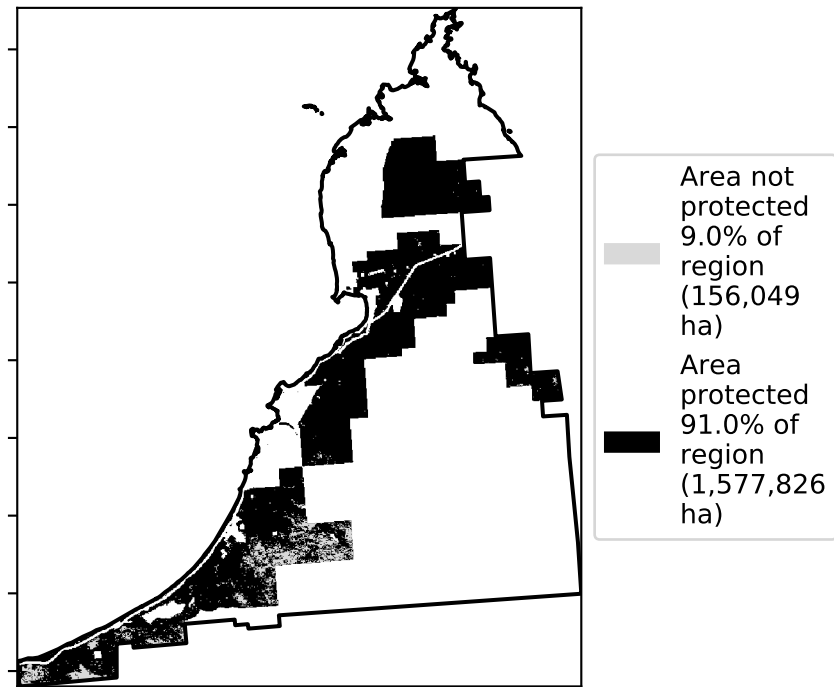 Area not
protected
9.0% of
region
(156,049
ha)
Area
protected
91.0% of
region
(1,577,826
ha)